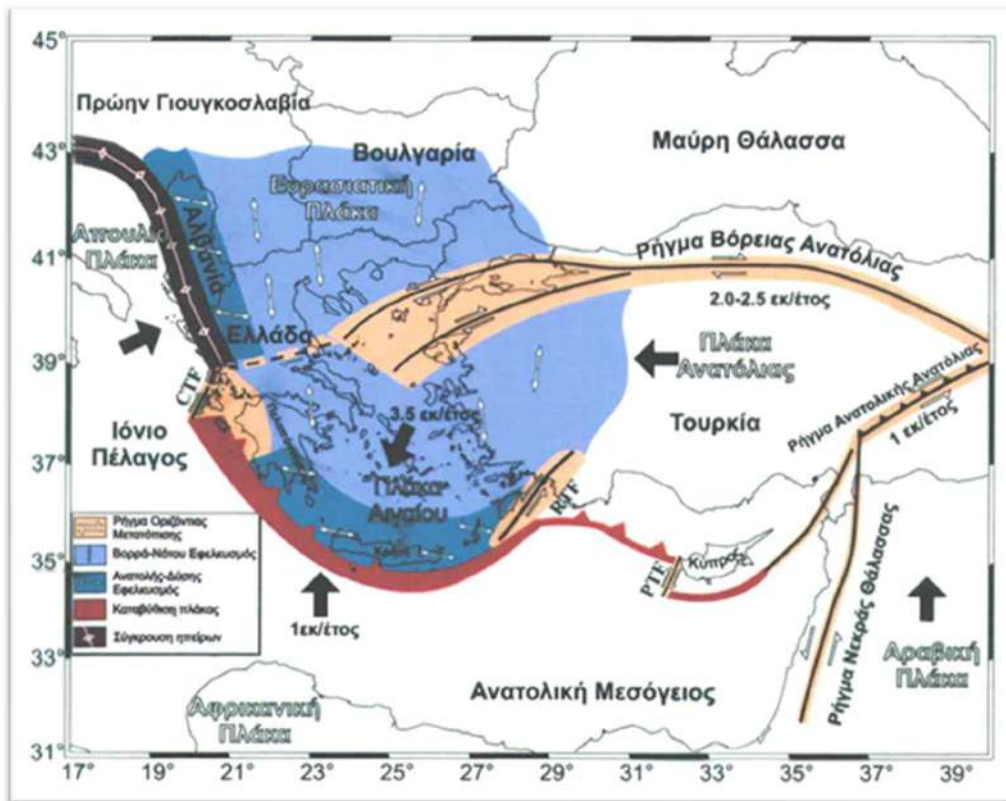 45°
43°
41°
39°
37°
35°
33°
31°
17°
19°
21°
23°
25°
27°
29°
31°
33°
35°
37°
39°
Πρώην Γιουγκοσλαβία
Βουλγαρία
Μαύρη Θάλασσα
Ευρασιατική
Πλάκα
Απουλια
Πλάκα
Αλβανία
Ρήγμα Βόρειας Ανατόλιας
2.0-2.5 εκ/έτος
Ελλάδα
Πλάκα
Ανατόλιας
Ρήγμα Ανατολικής Ανατόλιας
1 εκ/έτος
CTF
3.5 εκ/έτος
Τουρκία
Ιόνιο
Πέλαγος
Πλάκα
Αιγαίου
RTF
Κρήτη
PTF
Κύπρος
1εκ/έτος
Ρήγμα Νεκράς Θάλασσας
Αραβική
Πλάκα
Ανατολική Μεσόγειος
Αφρικανική
Πλάκα
Ρήγμα Οριζόντιας
Μετατόπισης
Βορρά-Νότου Εφελκυσμός
Ανατολής-Δύσης
Εφελκυσμός
Καταβύθιση πλάκας
Σύγκρουση ηπείρων